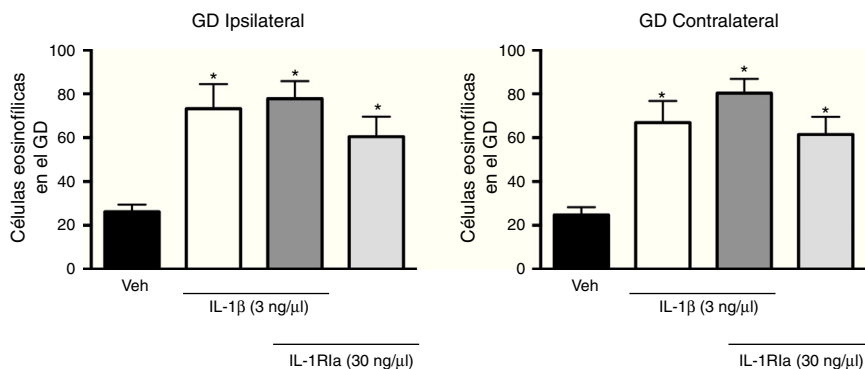 GD Ipsilateral
Células eosinofílicas
en el GD
100
80
60
40
20
0
*
*
*
Veh
IL-1β (3 ng/μl)
IL-1RIa (30 ng/μl)
GD Contralateral
Células eosinofílicas
en el GD
100
80
60
40
20
0
*
*
*
Veh
IL-1β (3 ng/μl)
IL-1RIa (30 ng/μl)